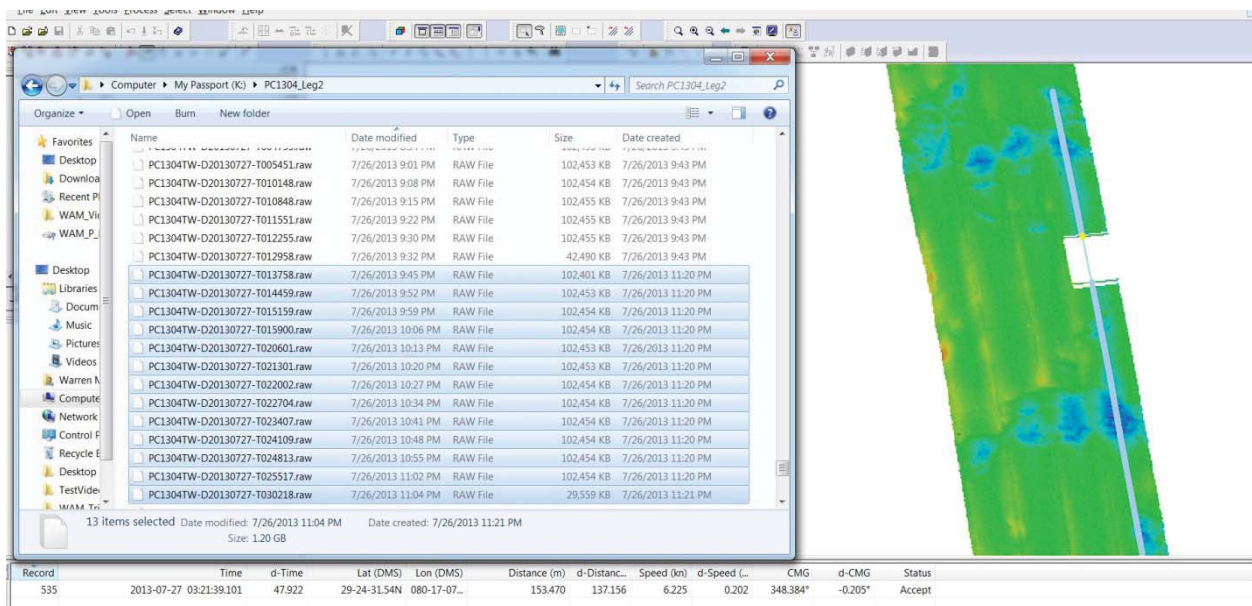 File Edit View Tools Process Select Window Help
Computer ▸ My Passport (K:) ▸ PC1304_Leg2
Search PC1304_Leg2
Organize Open Burn New folder
Favorites
Desktop
Downloa
Recent Pl
WAM_Vi
WAM_P_
Desktop
Libraries
Docum
Music
Pictures
Videos
Warren M
Compute
Network
Control P
Recycle B
Desktop
TestVide
WAM_Tri
Name Date modified Type Size Date created
PC1304TW-D20130727-T005451.raw 7/26/2013 9:01 PM RAW File 102,453 KB 7/26/2013 9:43 PM
PC1304TW-D20130727-T010148.raw 7/26/2013 9:08 PM RAW File 102,454 KB 7/26/2013 9:43 PM
PC1304TW-D20130727-T010848.raw 7/26/2013 9:15 PM RAW File 102,455 KB 7/26/2013 9:43 PM
PC1304TW-D20130727-T011551.raw 7/26/2013 9:22 PM RAW File 102,455 KB 7/26/2013 9:43 PM
PC1304TW-D20130727-T012255.raw 7/26/2013 9:30 PM RAW File 102,455 KB 7/26/2013 9:43 PM
PC1304TW-D20130727-T012958.raw 7/26/2013 9:32 PM RAW File 42,490 KB 7/26/2013 9:43 PM
PC1304TW-D20130727-T013758.raw 7/26/2013 9:45 PM RAW File 102,401 KB 7/26/2013 11:20 PM
PC1304TW-D20130727-T014459.raw 7/26/2013 9:52 PM RAW File 102,453 KB 7/26/2013 11:20 PM
PC1304TW-D20130727-T015159.raw 7/26/2013 9:59 PM RAW File 102,454 KB 7/26/2013 11:20 PM
PC1304TW-D20130727-T015900.raw 7/26/2013 10:06 PM RAW File 102,454 KB 7/26/2013 11:20 PM
PC1304TW-D20130727-T020601.raw 7/26/2013 10:13 PM RAW File 102,453 KB 7/26/2013 11:20 PM
PC1304TW-D20130727-T021301.raw 7/26/2013 10:20 PM RAW File 102,453 KB 7/26/2013 11:20 PM
PC1304TW-D20130727-T022002.raw 7/26/2013 10:27 PM RAW File 102,454 KB 7/26/2013 11:20 PM
PC1304TW-D20130727-T022704.raw 7/26/2013 10:34 PM RAW File 102,454 KB 7/26/2013 11:20 PM
PC1304TW-D20130727-T023407.raw 7/26/2013 10:41 PM RAW File 102,454 KB 7/26/2013 11:20 PM
PC1304TW-D20130727-T024109.raw 7/26/2013 10:48 PM RAW File 102,454 KB 7/26/2013 11:20 PM
PC1304TW-D20130727-T024813.raw 7/26/2013 10:55 PM RAW File 102,454 KB 7/26/2013 11:20 PM
PC1304TW-D20130727-T025517.raw 7/26/2013 11:02 PM RAW File 102,454 KB 7/26/2013 11:20 PM
PC1304TW-D20130727-T030218.raw 7/26/2013 11:04 PM RAW File 29,559 KB 7/26/2013 11:21 PM
13 items selected Date modified: 7/26/2013 11:04 PM Date created: 7/26/2013 11:21 PM
Size: 1.20 GB
Record Time d-Time Lat (DMS) Lon (DMS) Distance (m) d-Distanc... Speed (kn) d-Speed (... CMG d-CMG Status
535 2013-07-27 03:21:39.101 47.922 29-24-31.54N 080-17-07... 153.470 137.156 6.225 0.202 348.384° -0.205° Accept